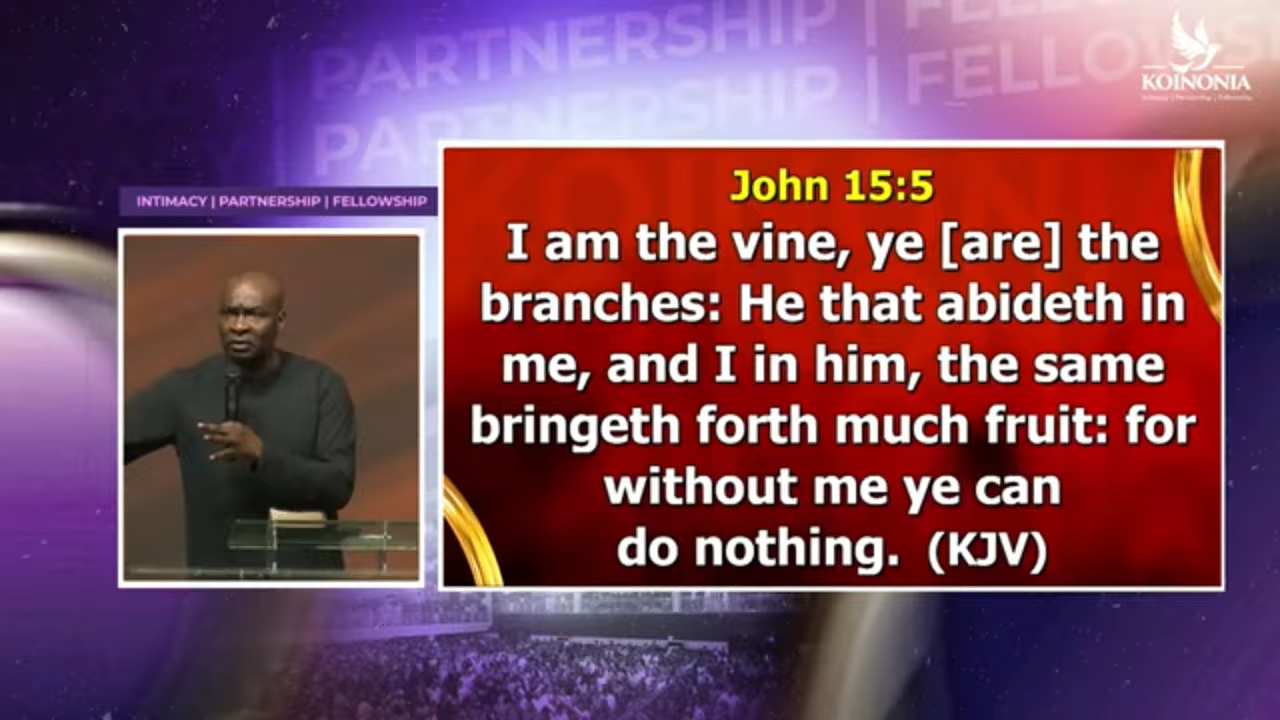 PARTNERSHIP |
KOINONIA
Intimacy | Partnership | Fellowship
INTIMACY | PARTNERSHIP | FELLOWSHIP
John 15:5
I am the vine, ye [are] the
branches: He that abideth in
me, and I in him, the same
bringeth forth much fruit: for
without me ye can
do nothing. (KJV)